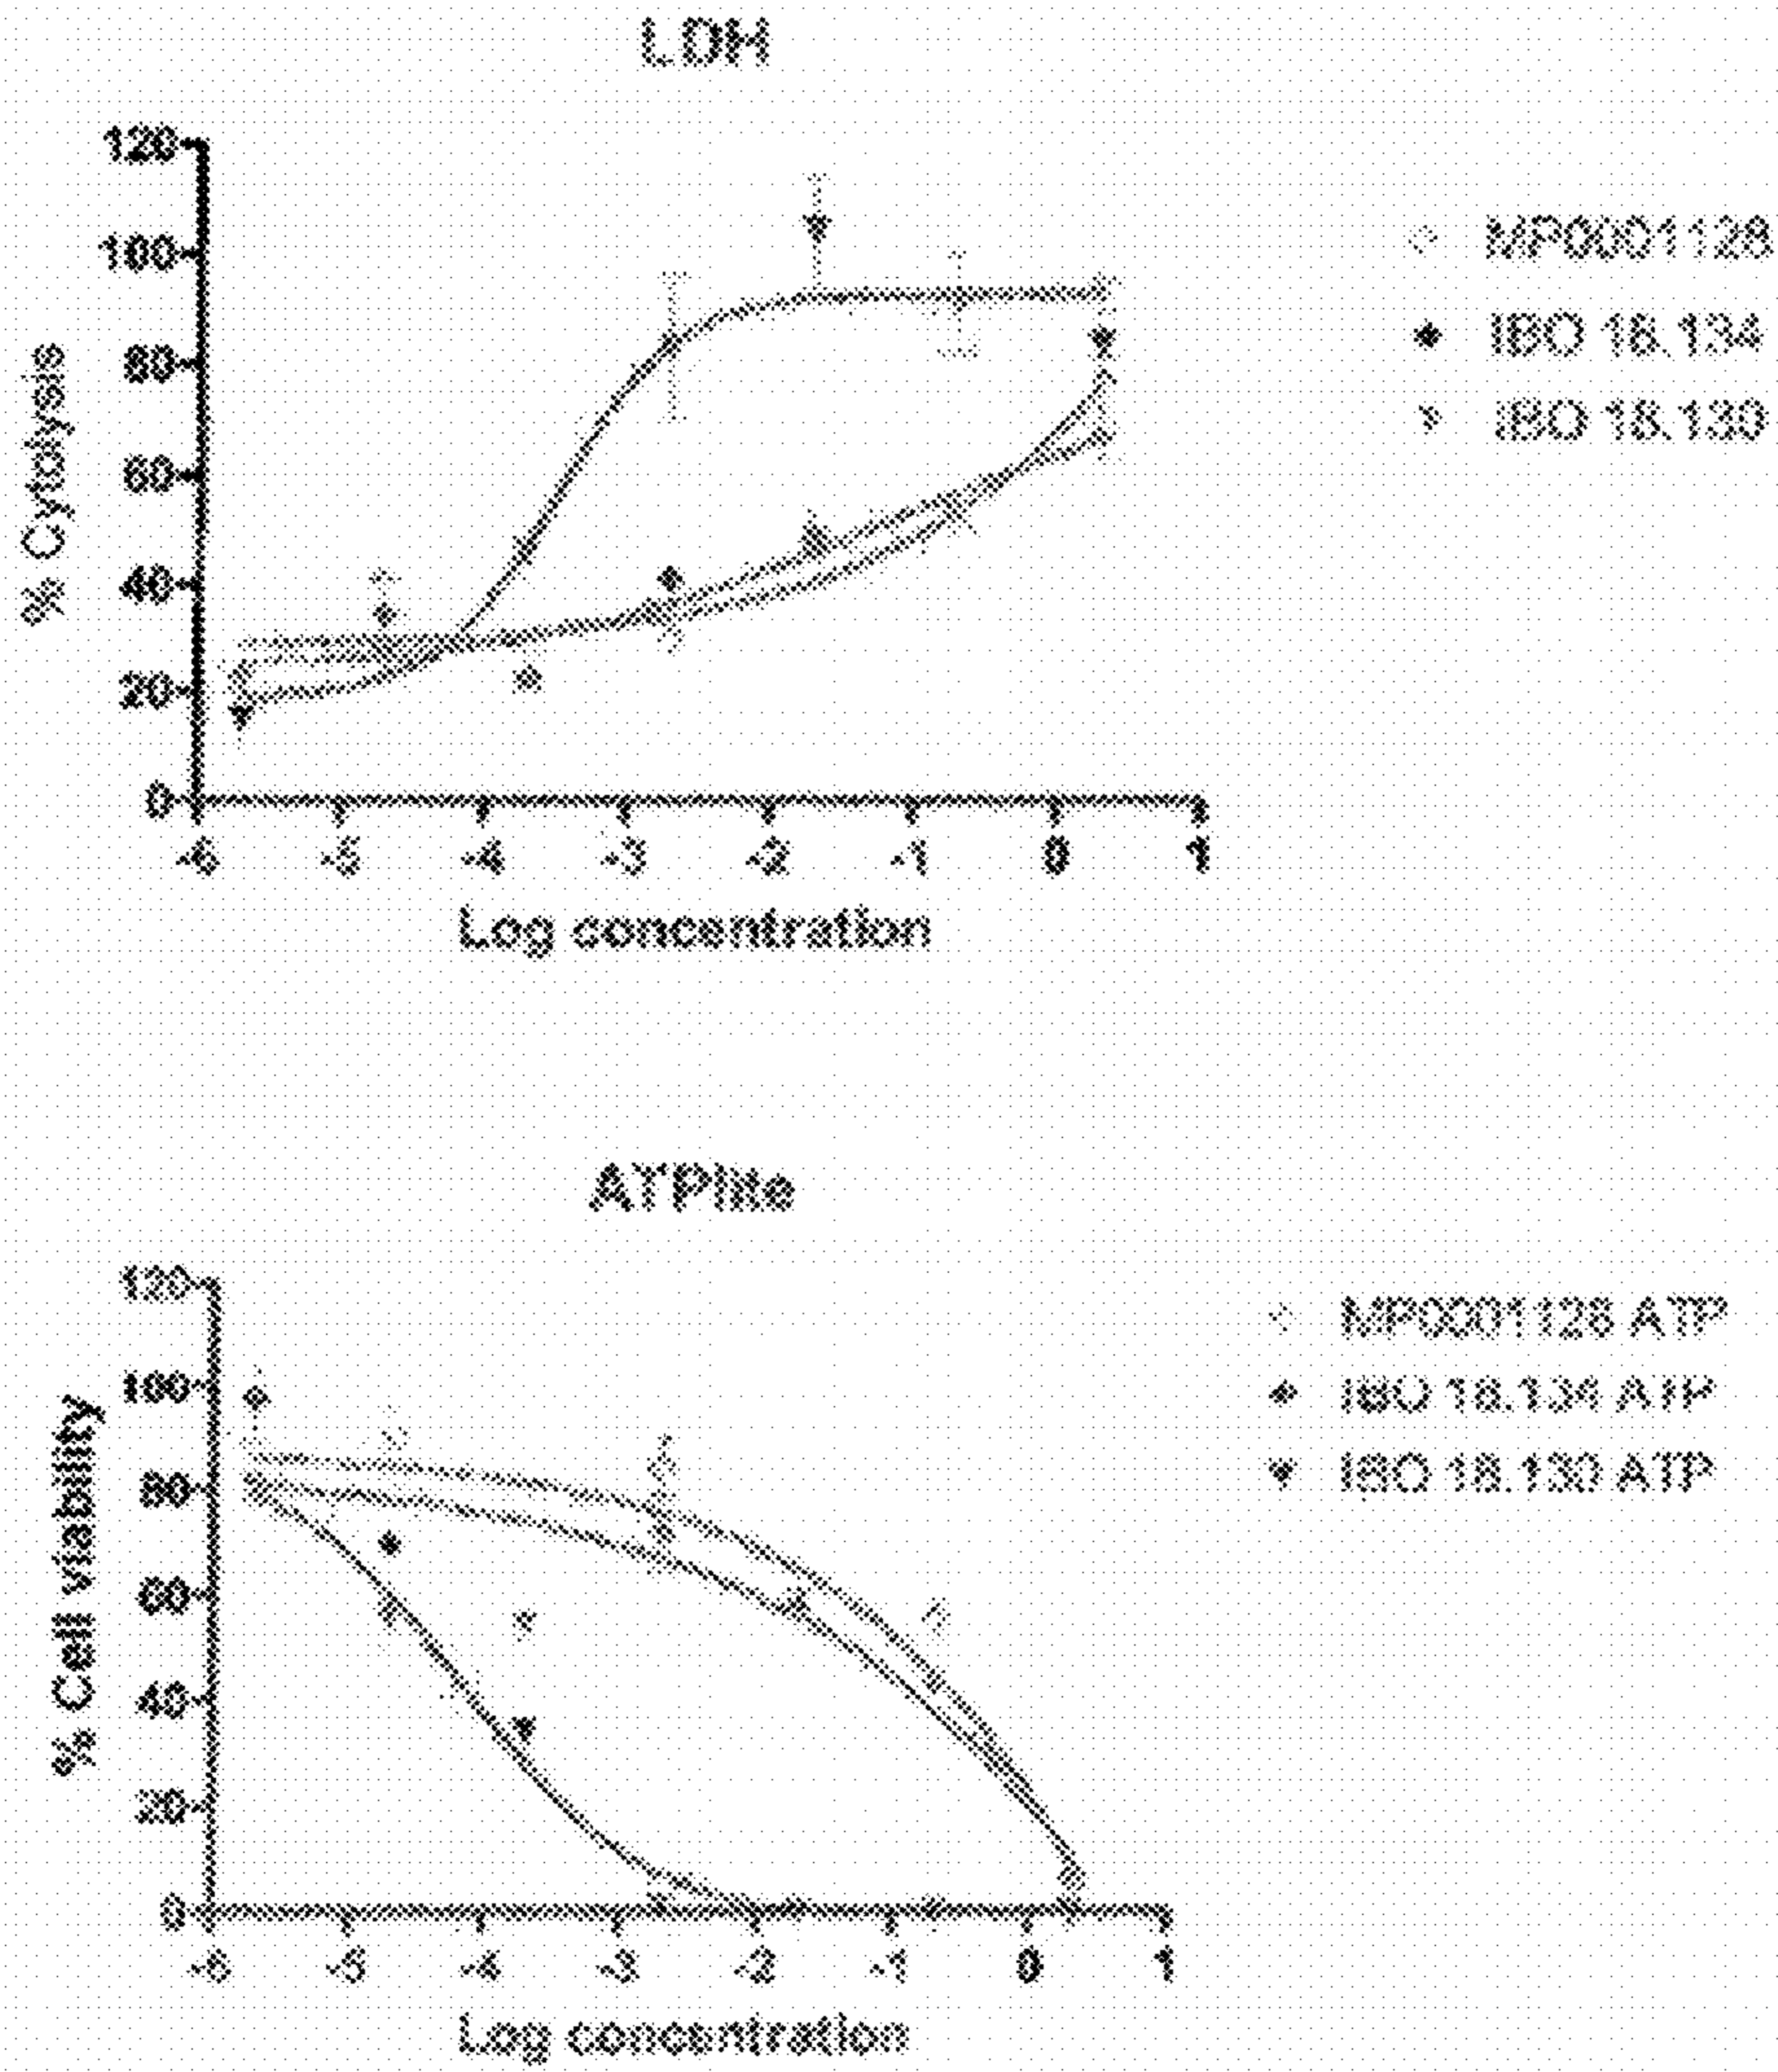 LDH
120
100
80
60
40
20
0
% Cytolysis
-6 -5 -4 -3 -2 -1 0 1
Log concentration
MP0001128
IBO 18.134
IBO 18.130
ATPlite
120
100
80
60
40
20
0
% Cell viability
-6 -5 -4 -3 -2 -1 0 1
Log concentration
MP0001128 ATP
IBO 18.134 ATP
IBO 18.130 ATP